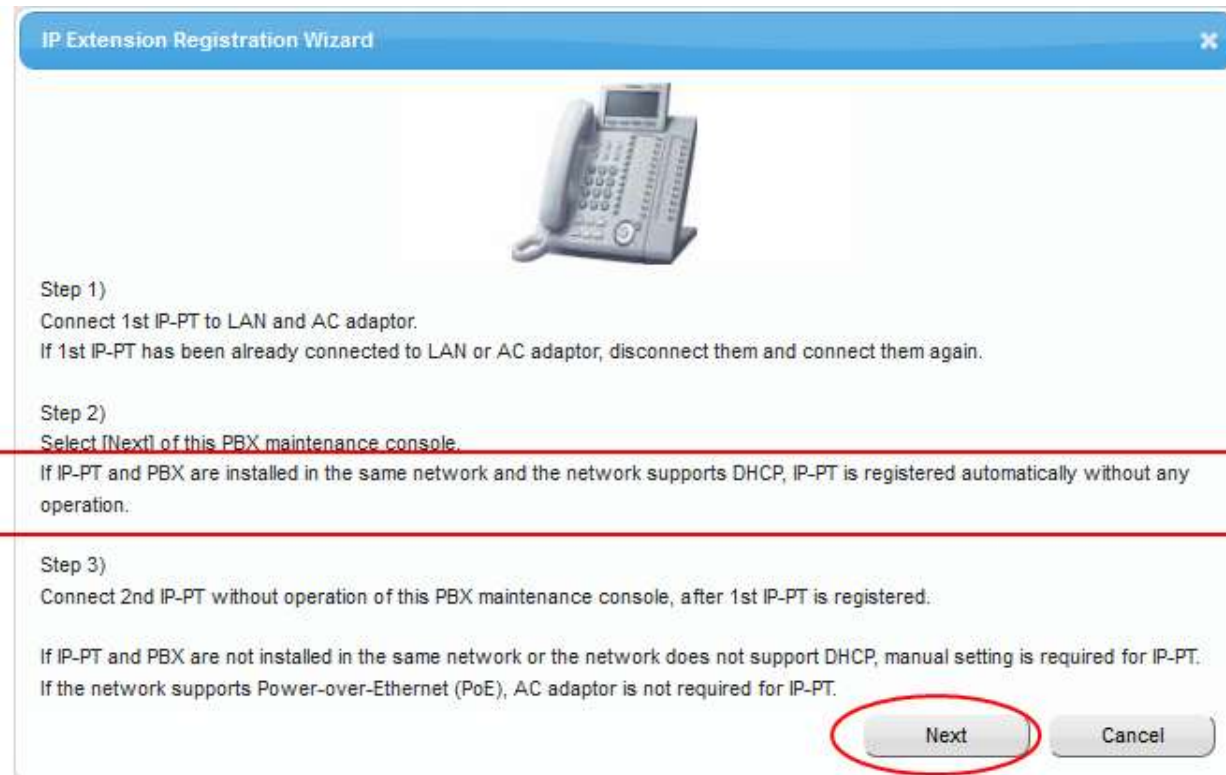 IP Extension Registration Wizard
Step 1)
Connect 1st IP-PT to LAN and AC adaptor.
If 1st IP-PT has been already connected to LAN or AC adaptor, disconnect them and connect them again.
Step 2)
Select [Next] of this PBX maintenance console.
If IP-PT and PBX are installed in the same network and the network supports DHCP, IP-PT is registered automatically without any
operation.
Step 3)
Connect 2nd IP-PT without operation of this PBX maintenance console, after 1st IP-PT is registered.
If IP-PT and PBX are not installed in the same network or the network does not support DHCP, manual setting is required for IP-PT.
If the network supports Power-over-Ethernet (PoE), AC adaptor is not required for IP-PT.
Next Cancel